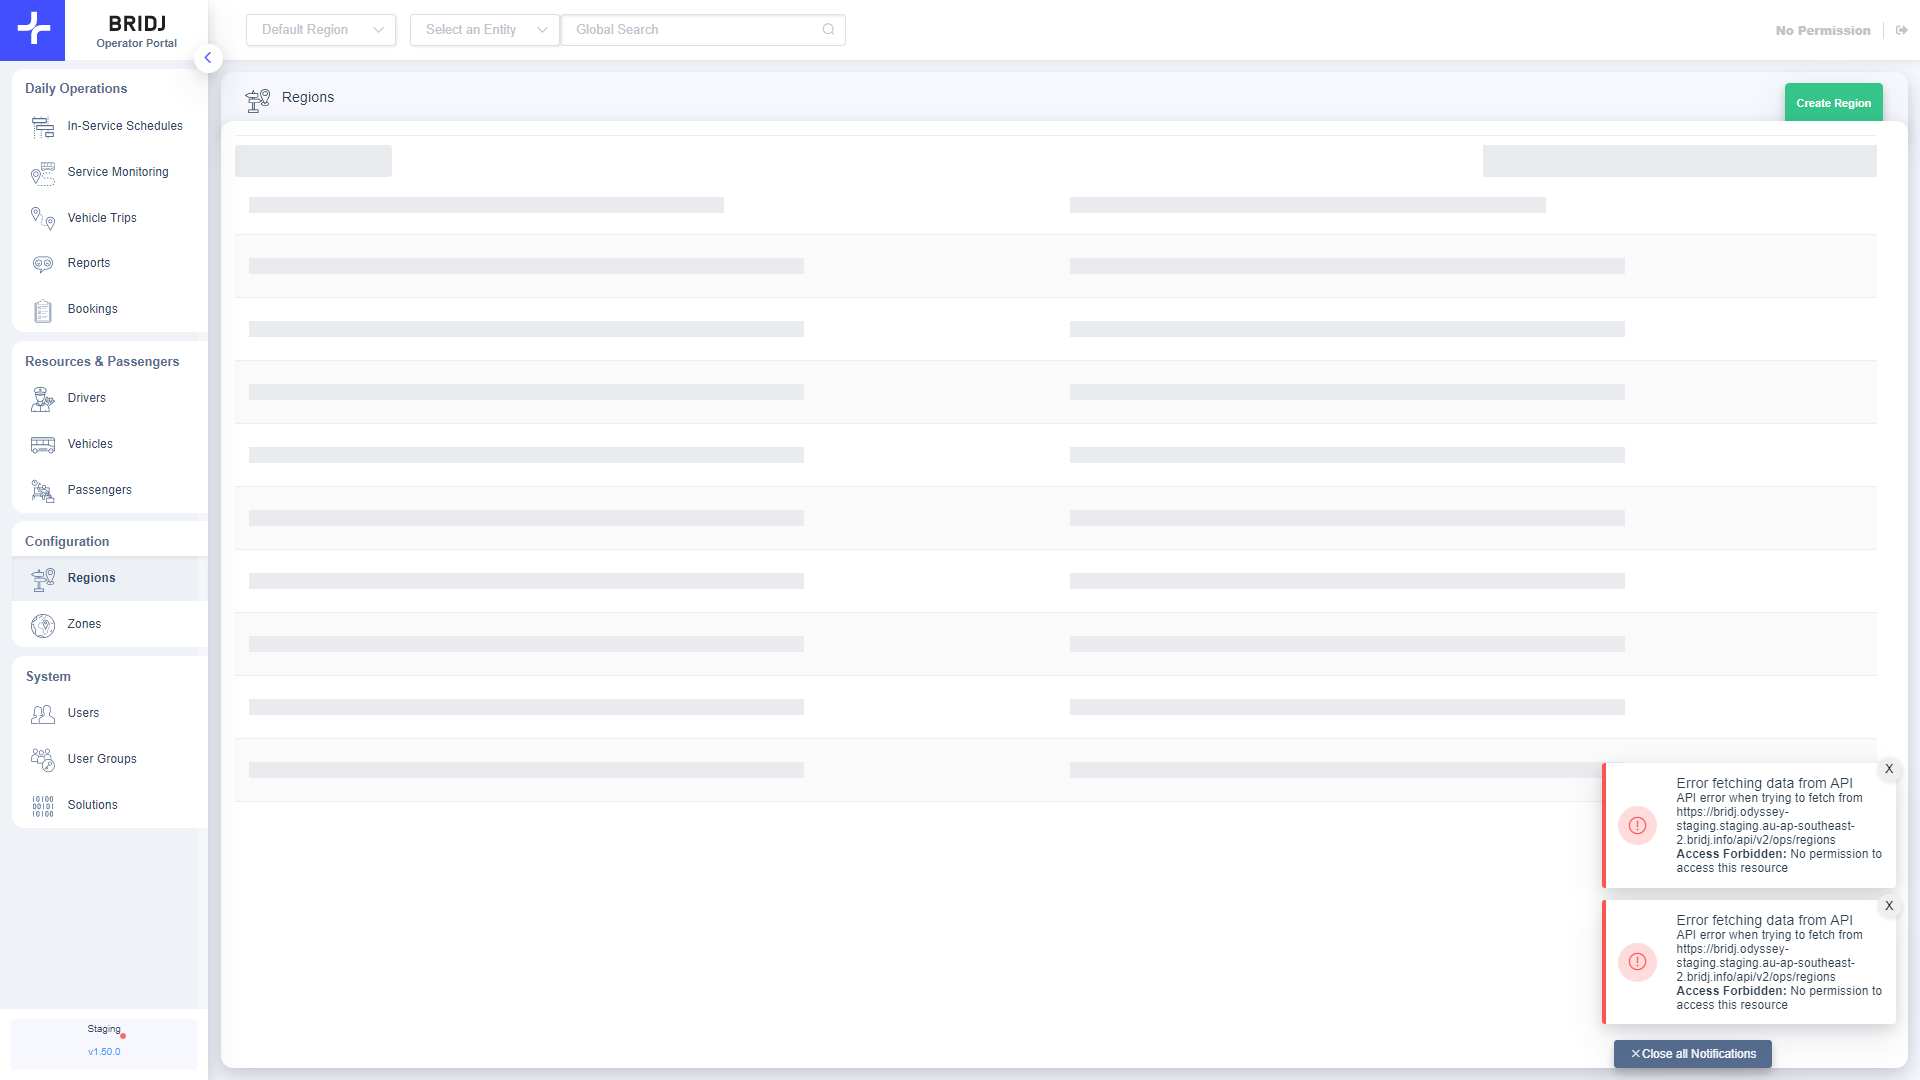 BRIDJ
Operator Portal
Default Region
Select an Entity
Global Search
No Permission
Daily Operations
In-Service Schedules
Service Monitoring
Vehicle Trips
Reports
Bookings
Resources & Passengers
Drivers
Vehicles
Passengers
Configuration
Regions
Zones
System
Users
User Groups
Solutions
Staging
v1.50.0
Regions
Create Region
X
Error fetching data from API
API error when trying to fetch from
https://bridj.odyssey-
staging.staging.au-ap-southeast-
2.bridj.info/api/v2/ops/regions
Access Forbidden: No permission to
access this resource
X
Error fetching data from API
API error when trying to fetch from
https://bridj.odyssey-
staging.staging.au-ap-southeast-
2.bridj.info/api/v2/ops/regions
Access Forbidden: No permission to
access this resource
Close all Notifications